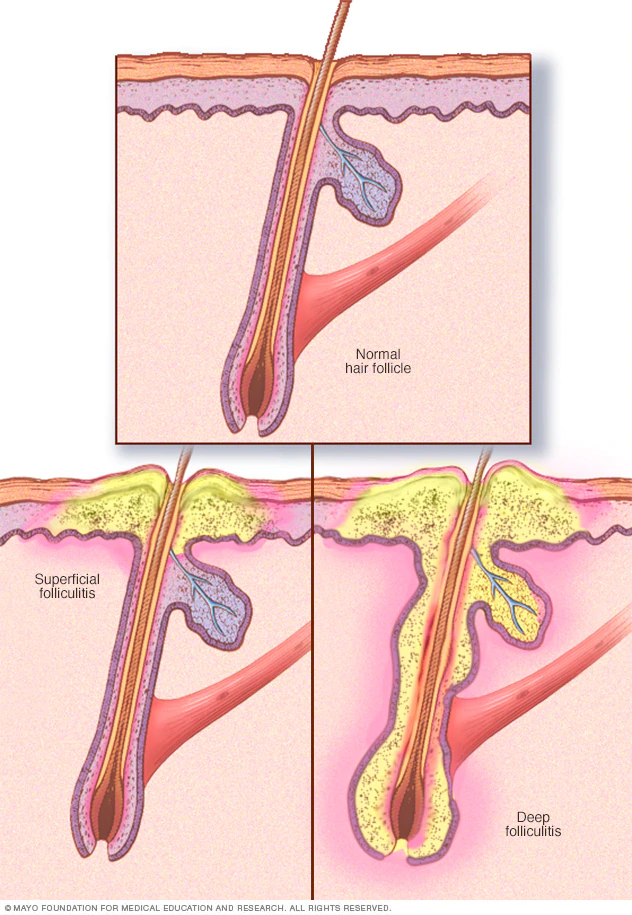 Normal
hair follicle
Superficial
folliculitis
Deep
folliculitis
© MAYO FOUNDATION FOR MEDICAL EDUCATION AND RESEARCH. ALL RIGHTS RESERVED.